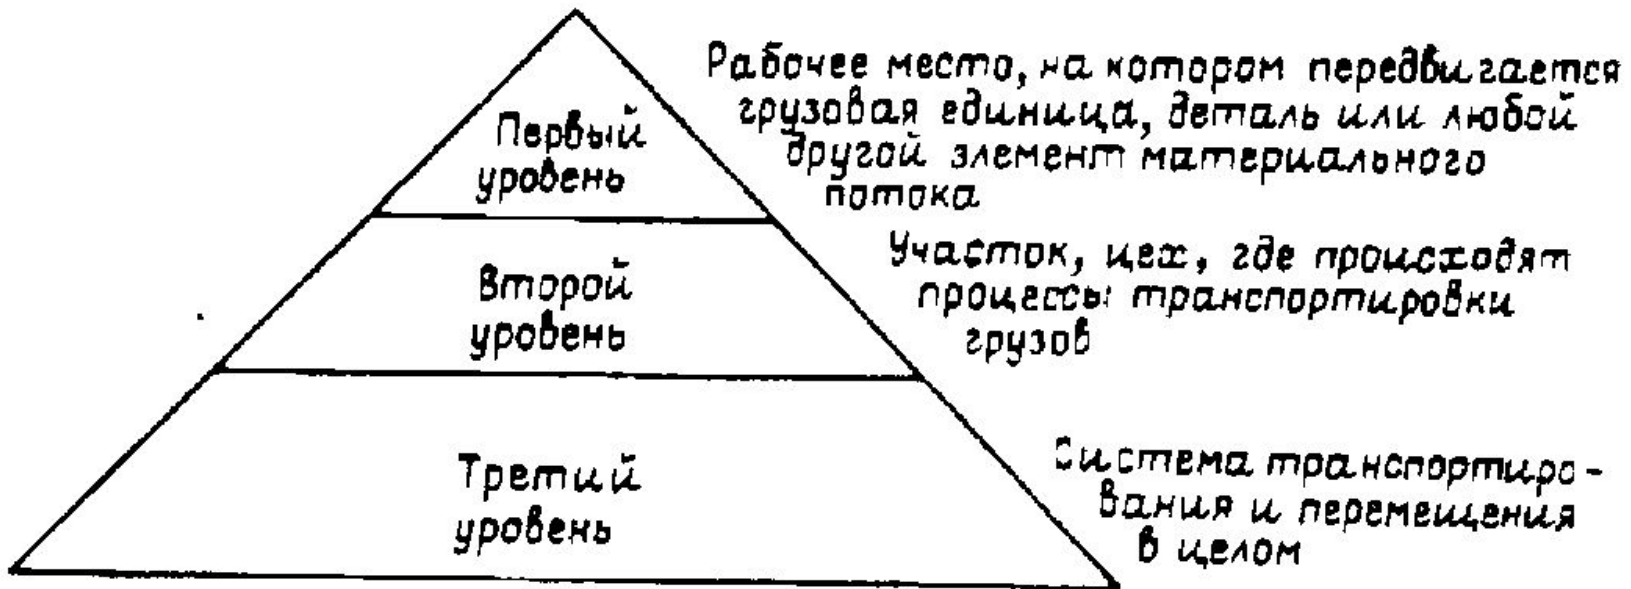 Первый
уровень
Рабочее место, на котором передвигается
грузовая единица, деталь или любой
другой элемент материального
потока
Второй
уровень
Участок, цех, где происходят
процессы транспортировки
грузов
Третий
уровень
Система транспортиро-
вания и перемещения
в целом